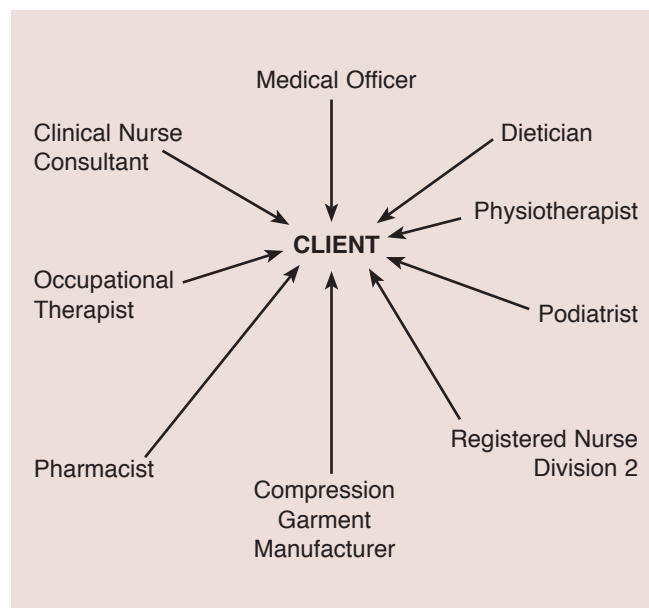 Medical Officer
Clinical Nurse
Consultant
Dietician
Physiotherapist
CLIENT
Occupational
Therapist
Podiatrist
Registered Nurse
Division 2
Pharmacist
Compression
Garment
Manufacturer